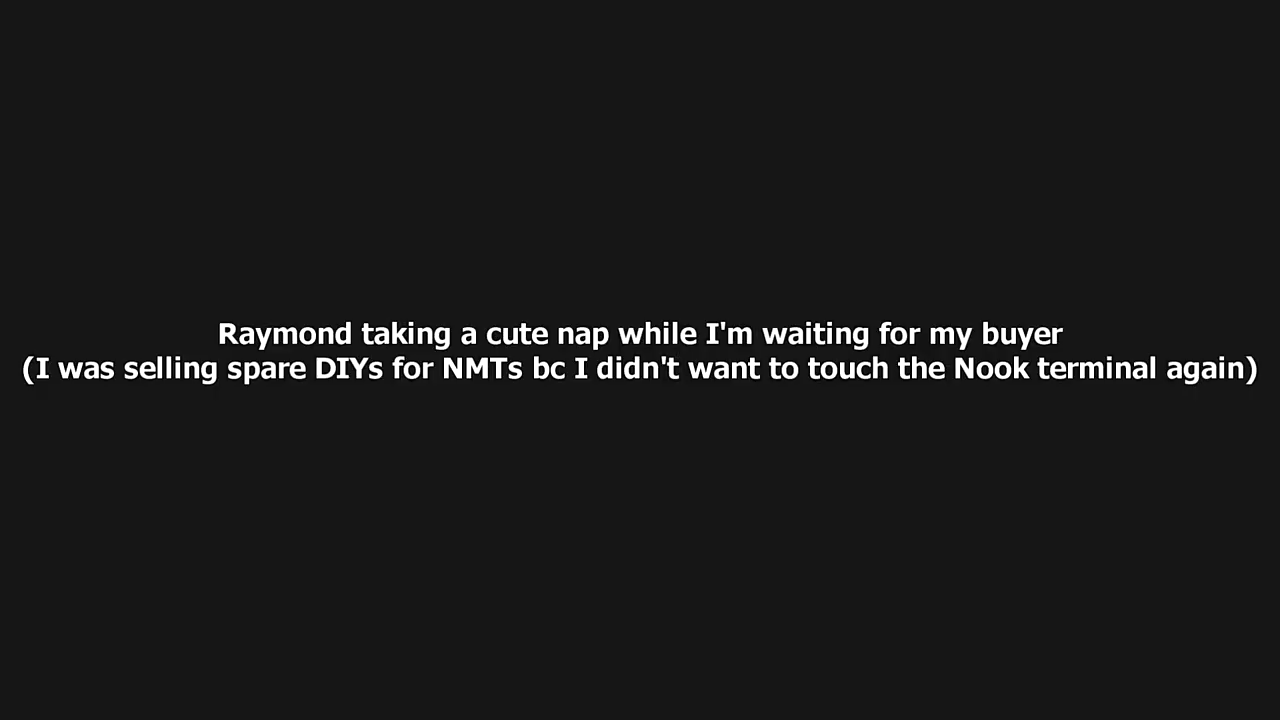 Raymond taking a cute nap while I'm waiting for my buyer
(I was selling spare DIYs for NMTs bc I didn't want to touch the Nook terminal again)